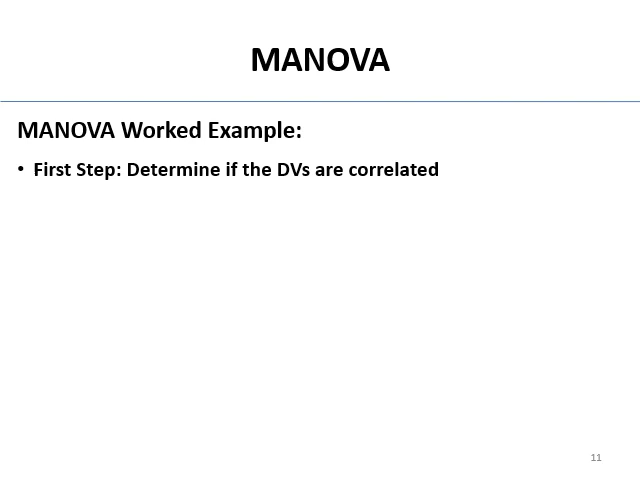 MANOVA
MANOVA Worked Example:
• First Step: Determine if the DVs are correlated
11